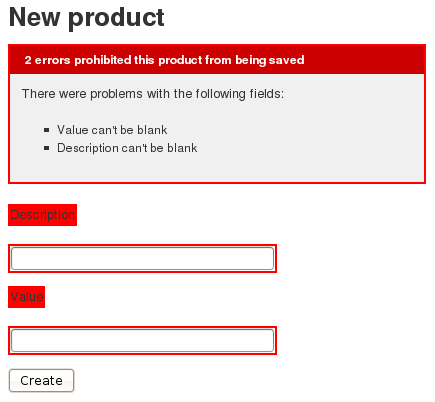 New product
2 errors prohibited this product from being saved
There were problems with the following fields:
Value can't be blank
Description can't be blank
Description
Value
Create